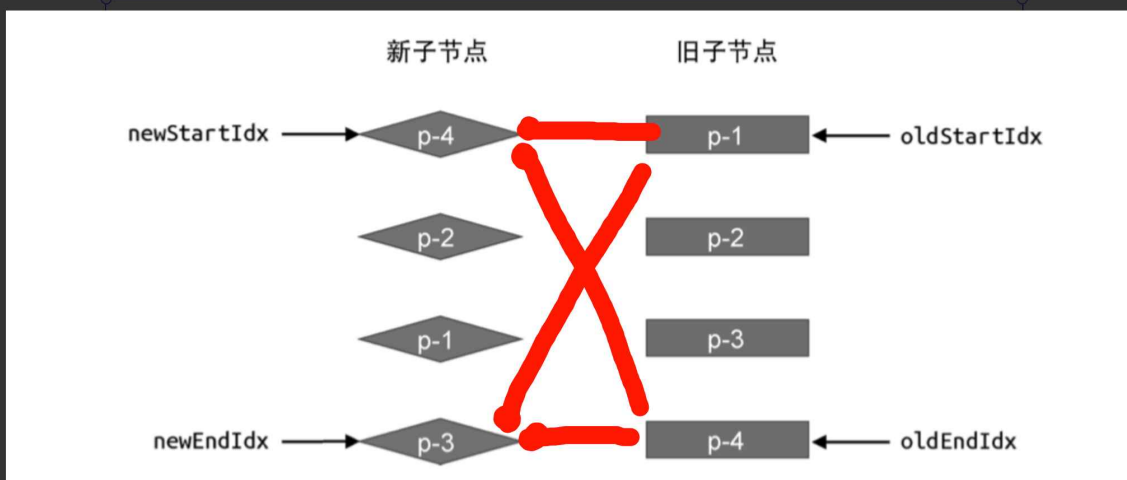 新子节点 旧子节点
newStartIdx p-4 p-1 oldStartIdx
p-2 p-2
p-1 p-3
newEndIdx p-3 p-4 oldEndIdx